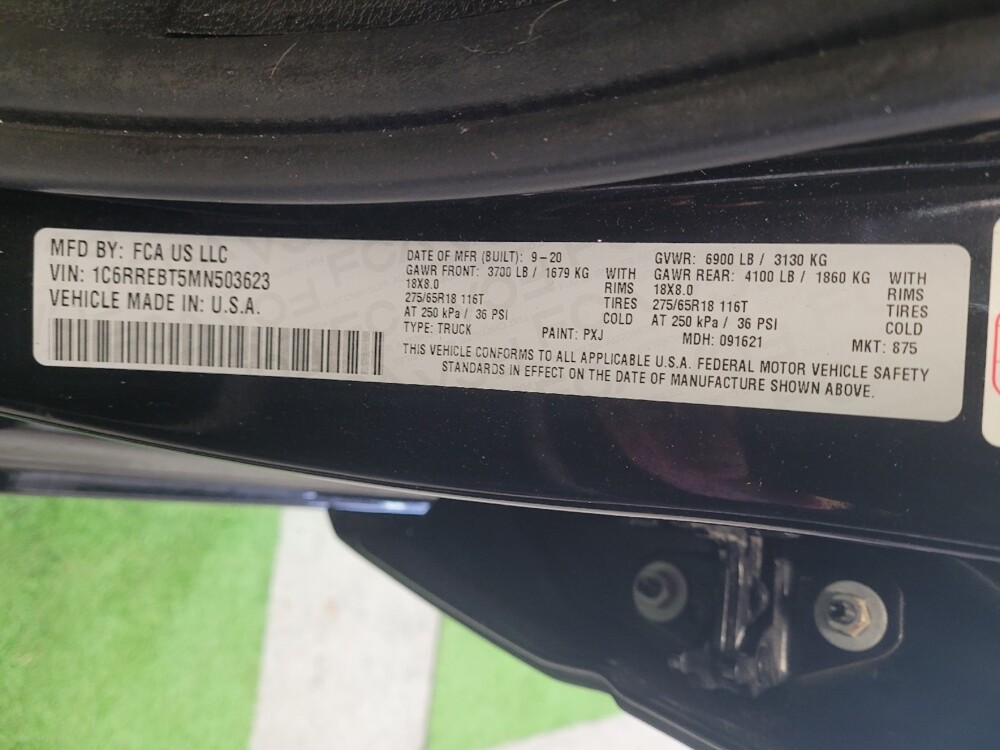 MFD BY: FCA US LLC
VIN: 1C6RREBT5MN503623
VEHICLE MADE IN: U.S.A.
DATE OF MFR (BUILT): 9-20
GAWR FRONT: 3700 LB / 1679 KG WITH
18X8.0 RIMS
275/65R18 116T TIRES
AT 250 kPa / 36 PSI COLD
TYPE: TRUCK PAINT: PXJ
GVWR: 6900 LB / 3130 KG
GAWR REAR: 4100 LB / 1860 KG WITH
18X8.0 RIMS
275/65R18 116T TIRES
AT 250 kPa / 36 PSI COLD
MDH: 091621 MKT: 875
THIS VEHICLE CONFORMS TO ALL APPLICABLE U.S.A. FEDERAL MOTOR VEHICLE SAFETY
STANDARDS IN EFFECT ON THE DATE OF MANUFACTURE SHOWN ABOVE.